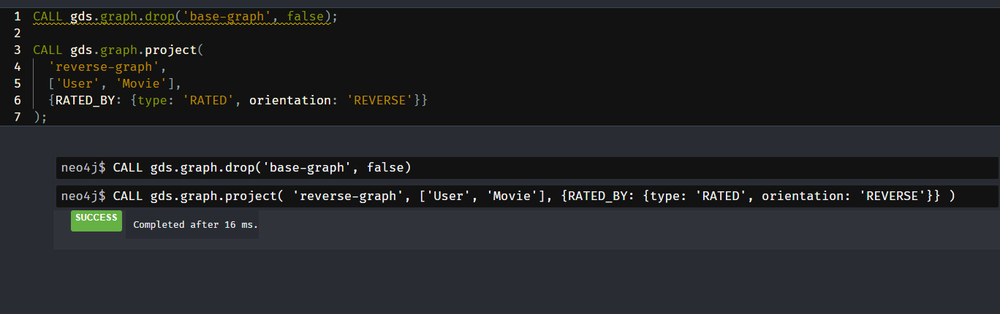 1 CALL gds.graph.drop('base-graph', false);
2
3 CALL gds.graph.project(
4 'reverse-graph',
5 ['User', 'Movie'],
6 {RATED_BY: {type: 'RATED', orientation: 'REVERSE'}}
7 );
neo4j$ CALL gds.graph.drop('base-graph', false)
neo4j$ CALL gds.graph.project( 'reverse-graph', ['User', 'Movie'], {RATED_BY: {type: 'RATED', orientation: 'REVERSE'}} )
SUCCESS Completed after 16 ms.